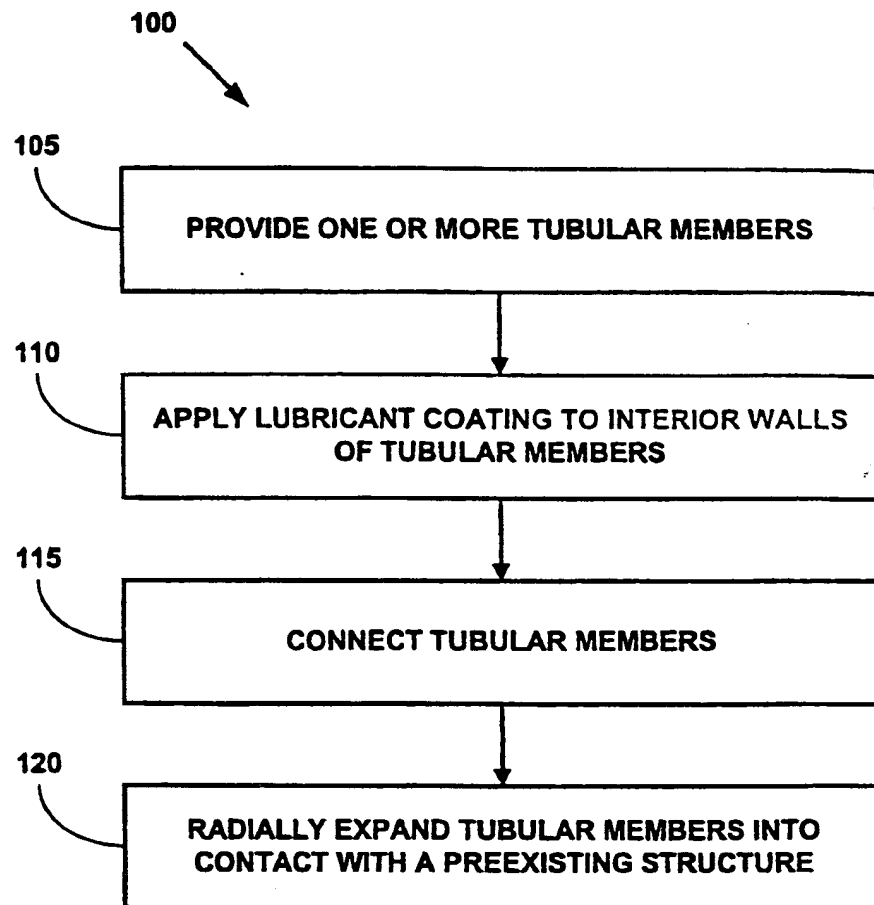 100
105
PROVIDE ONE OR MORE TUBULAR MEMBERS
110
APPLY LUBRICANT COATING TO INTERIOR WALLS
OF TUBULAR MEMBERS
115
CONNECT TUBULAR MEMBERS
120
RADIALLY EXPAND TUBULAR MEMBERS INTO
CONTACT WITH A PREEXISTING STRUCTURE